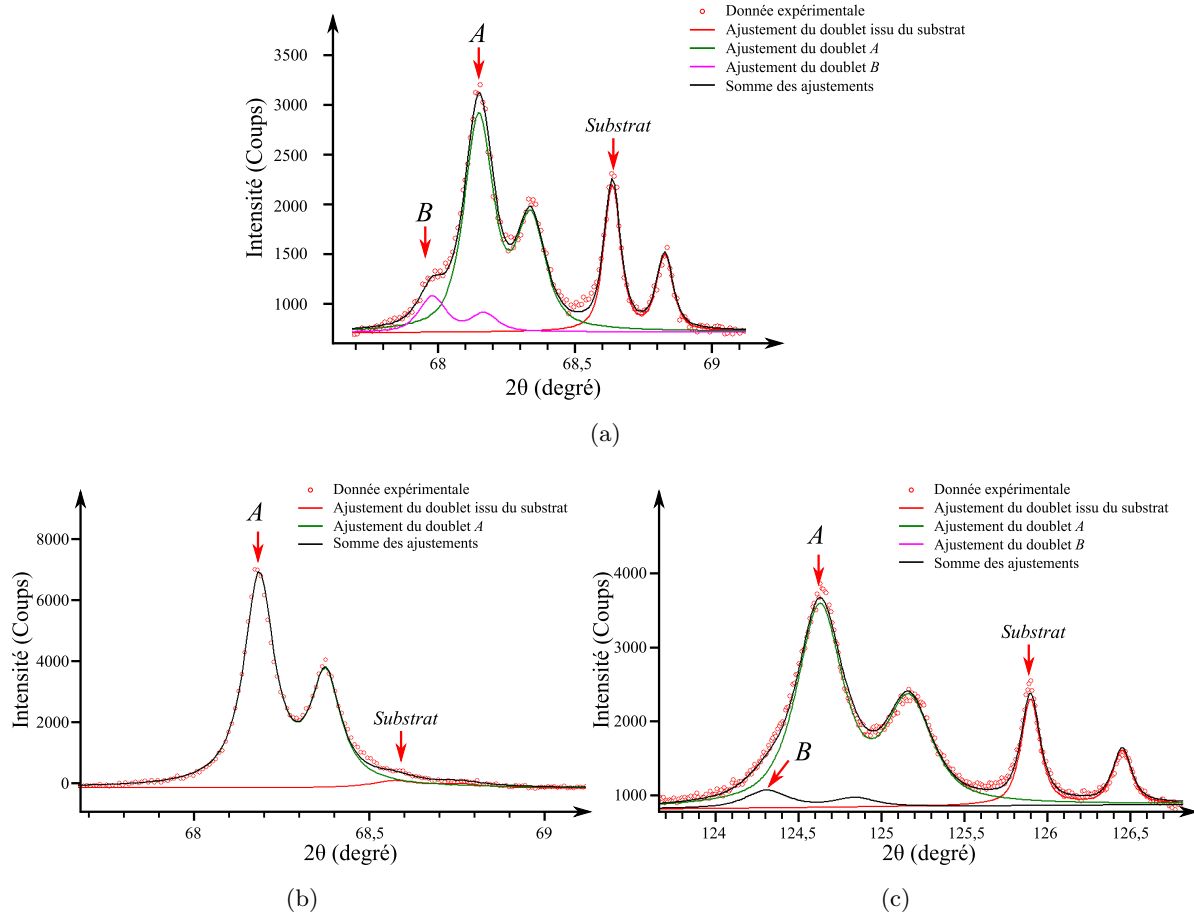 Donnée expérimentale
Ajustement du doublet issu du substrat
Ajustement du doublet A
Ajustement du doublet B
Somme des ajustements
A
B
Substrat
Intensité (Coups)
3500
3000
2500
2000
1500
1000
68
68,5
69
2θ (degré)
(a)
Donnée expérimentale
Ajustement du doublet issu du substrat
Ajustement du doublet A
Somme des ajustements
A
Substrat
Intensité (Coups)
8000
6000
4000
2000
0
68
68,5
69
2θ (degré)
(b)
Donnée expérimentale
Ajustement du doublet issu du substrat
Ajustement du doublet A
Ajustement du doublet B
Somme des ajustements
A
B
Substrat
Intensité (Coups)
4000
3000
2000
1000
124
124,5
125
125,5
126
126,5
2θ (degré)
(c)